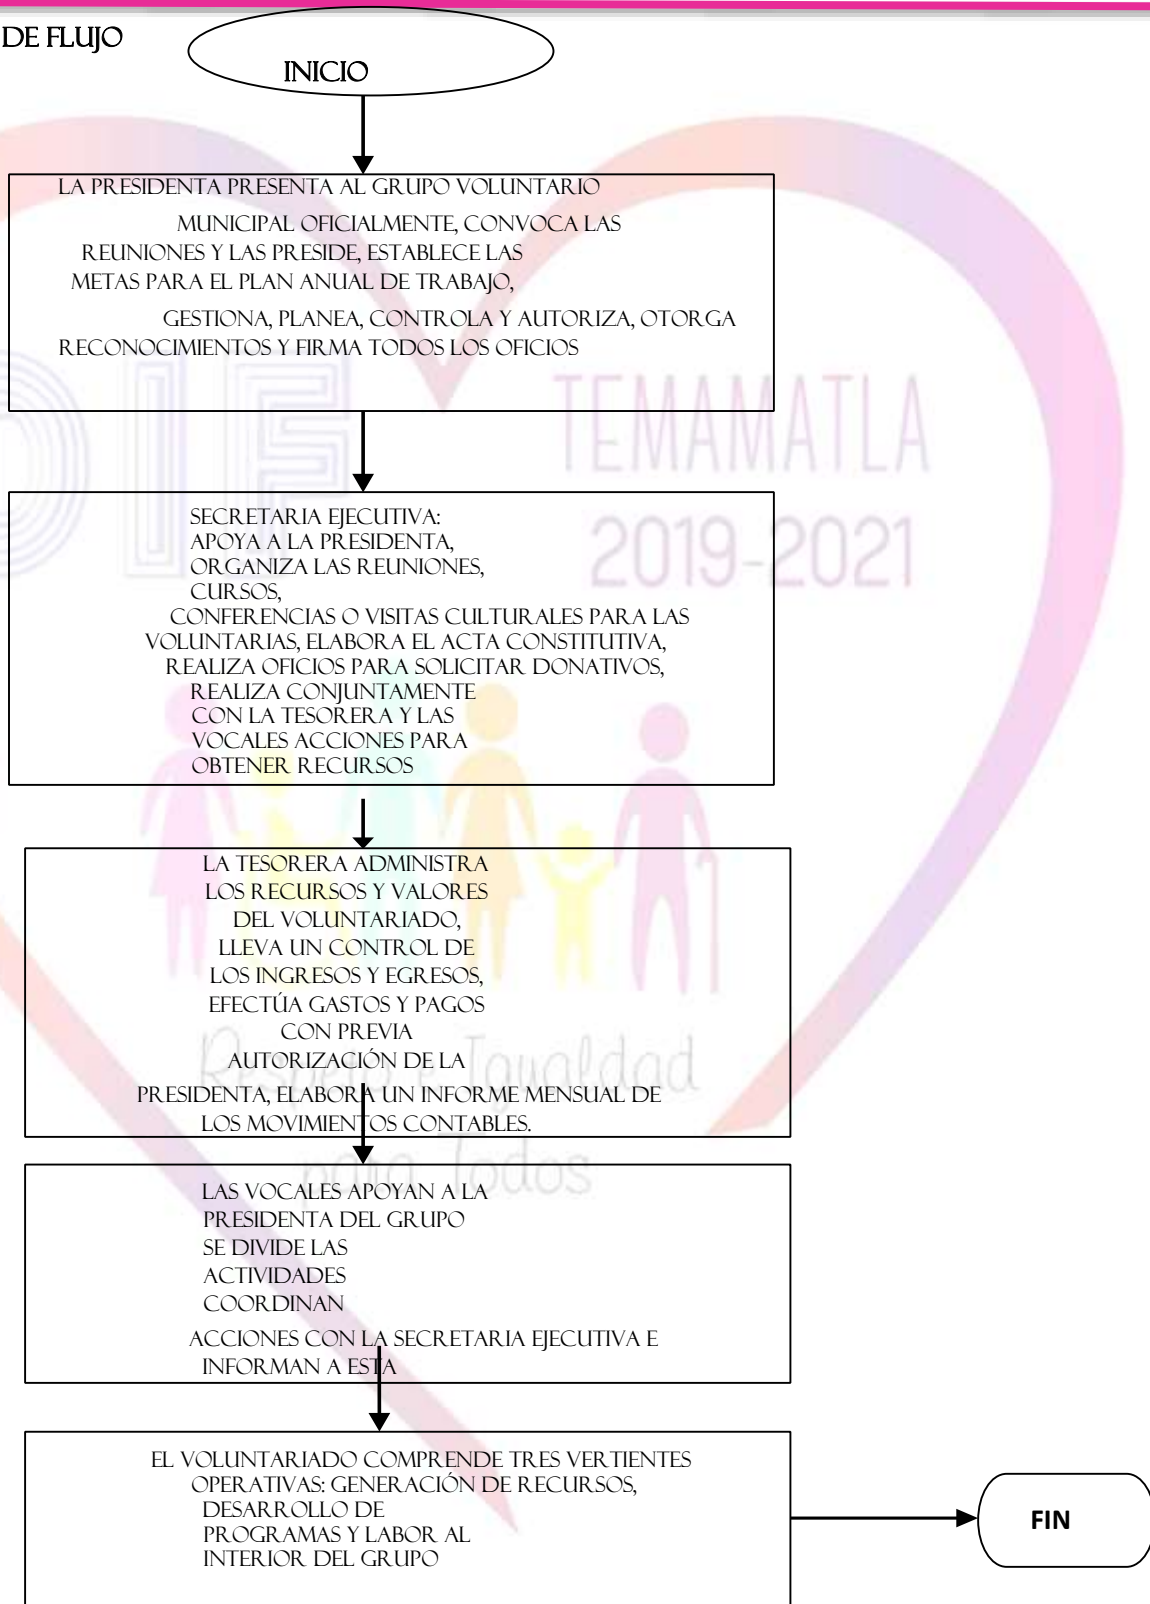 DE FLUJO
INICIO
LA PRESIDENTA PRESENTA AL GRUPO VOLUNTARIO
MUNICIPAL OFICIALMENTE, CONVOCA LAS
REUNIONES Y LAS PRESIDE, ESTABLECE LAS
METAS PARA EL PLAN ANUAL DE TRABAJO,
GESTIONA, PLANEA, CONTROLA Y AUTORIZA, OTORGA
RECONOCIMIENTOS Y FIRMA TODOS LOS OFICIOS
DIF
TEMAMATLA
2019-2021
SECRETARIA EJECUTIVA:
APOYA A LA PRESIDENTA,
ORGANIZA LAS REUNIONES,
CURSOS,
CONFERENCIAS O VISITAS CULTURALES PARA LAS
VOLUNTARIAS, ELABORA EL ACTA CONSTITUTIVA,
REALIZA OFICIOS PARA SOLICITAR DONATIVOS,
REALIZA CONJUNTAMENTE
CON LA TESORERA Y LAS
VOCALES ACCIONES PARA
OBTENER RECURSOS
LA TESORERA ADMINISTRA
LOS RECURSOS Y VALORES
DEL VOLUNTARIADO,
LLEVA UN CONTROL DE
LOS INGRESOS Y EGRESOS,
EFECTÚA GASTOS Y PAGOS
CON PREVIA
AUTORIZACIÓN DE LA
PRESIDENTA, ELABORA UN INFORME MENSUAL DE
LOS MOVIMIENTOS CONTABLES.
Respeto e Igualdad
para Todos
LAS VOCALES APOYAN A LA
PRESIDENTA DEL GRUPO
SE DIVIDE LAS
ACTIVIDADES
COORDINAN
ACCIONES CON LA SECRETARIA EJECUTIVA E
INFORMAN A ESTA
EL VOLUNTARIADO COMPRENDE TRES VERTIENTES
OPERATIVAS: GENERACIÓN DE RECURSOS,
DESARROLLO DE
PROGRAMAS Y LABOR AL
INTERIOR DEL GRUPO
FIN